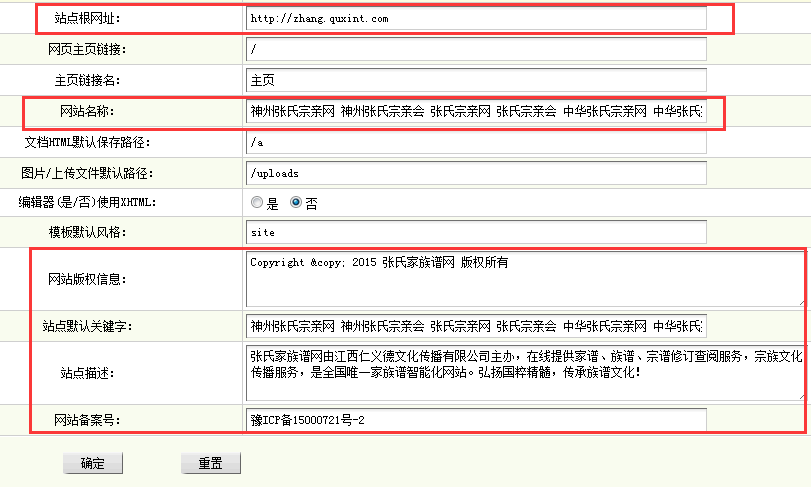 站点根网址： http://zhang.quxint.com
网页主页链接： /
主页链接名： 主页
网站名称： 神州张氏宗亲网 神州张氏宗亲会 张氏宗亲网 张氏宗亲会 中华张氏宗亲网 中华张氏
文档HTML默认保存路径： /a
图片/上传文件默认路径： /uploads
编辑器(是/否)使用XHTML： 是 否
模板默认风格： site
网站版权信息： Copyright &copy; 2015 张氏家族谱网 版权所有
站点默认关键字： 神州张氏宗亲网 神州张氏宗亲会 张氏宗亲网 张氏宗亲会 中华张氏宗亲网 中华张氏
站点描述： 张氏家族谱网由江西仁义德文化传播有限公司主办，在线提供家谱、族谱、宗谱修订查阅服务，宗族文化
传播服务，是全国唯一家族谱智能化网站。弘扬国粹精髓，传承族谱文化！
网站备案号： 豫ICP备15000721号-2
确定 重置